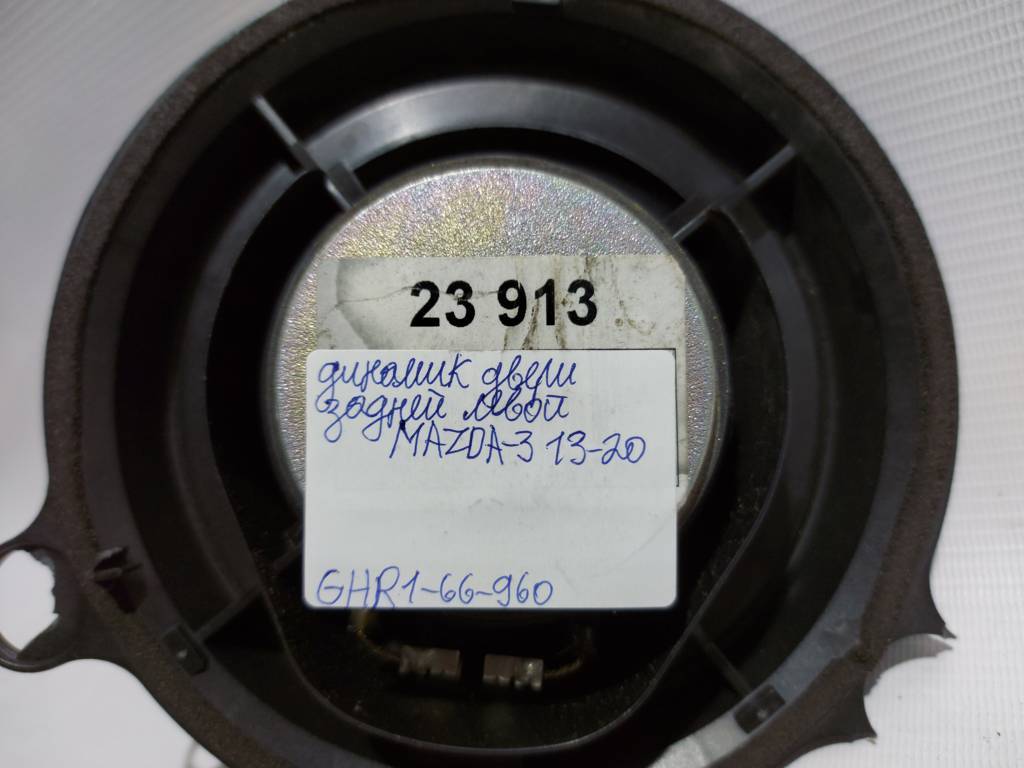 23 913
динамик двери
задней левой
MAZDA-3 13-20
GHR1-66-960